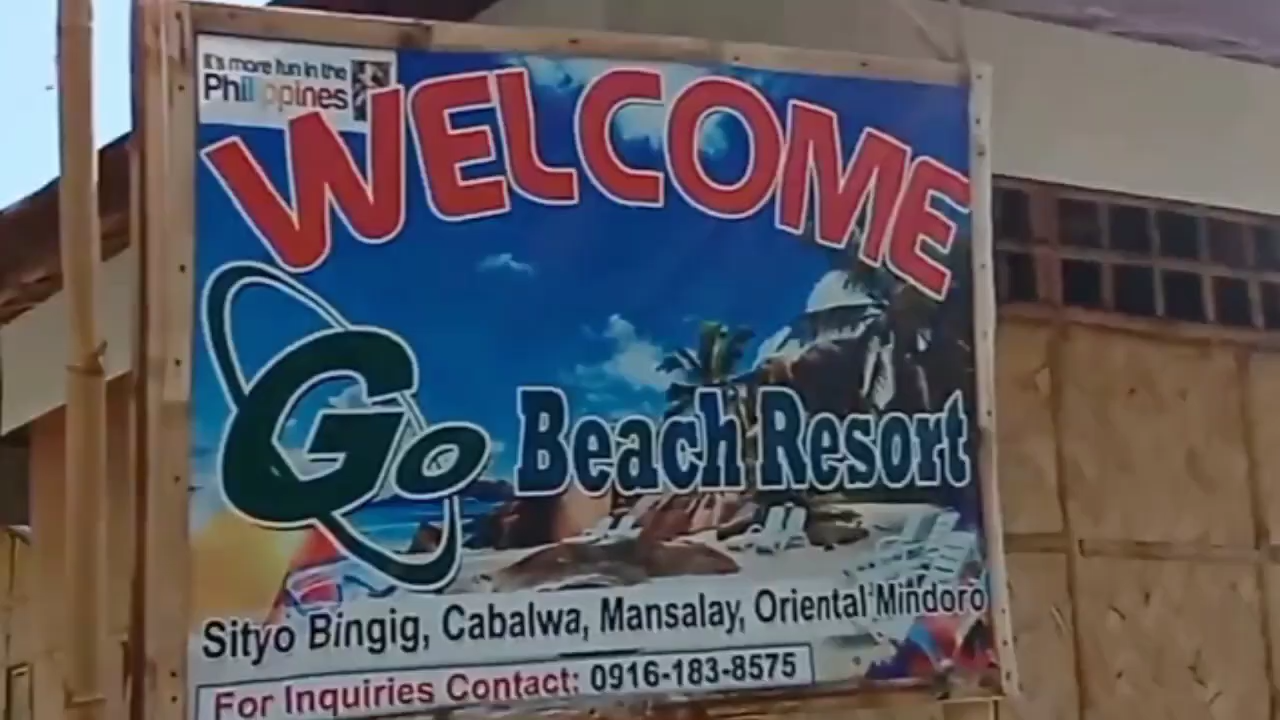 It's more fun in the
Philippines
WELCOME
Go Beach Resort
Sityo Bingig, Cabalwa, Mansalay, Oriental Mindoro
For Inquiries Contact: 0916-183-8575